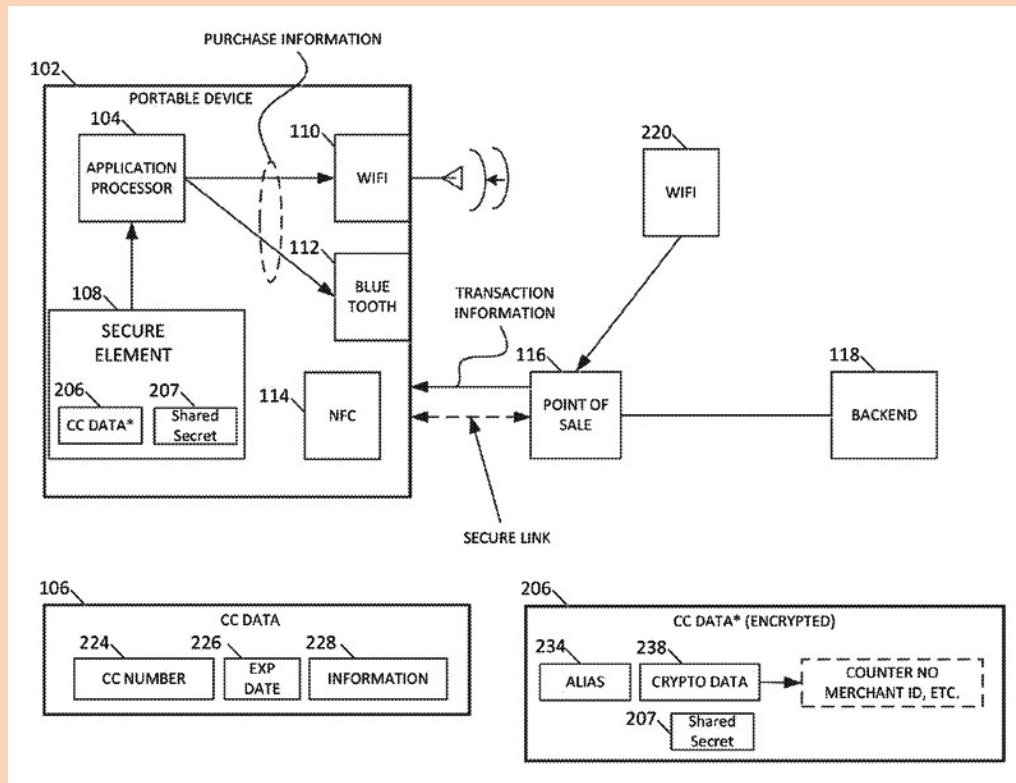 PURCHASE INFORMATION
102
PORTABLE DEVICE
104
110
220
APPLICATION
PROCESSOR
WIFI
WIFI
112
BLUE
TOOTH
108
TRANSACTION
INFORMATION
SECURE
ELEMENT
116
118
206
207
114
NFC
POINT OF
SALE
BACKEND
CC DATA*
Shared
Secret
SECURE LINK
106
CC DATA
224
226
228
CC NUMBER
EXP
DATE
INFORMATION
206
CC DATA* (ENCRYPTED)
234
238
ALIAS
CRYPTO DATA
COUNTER NO
MERCHANT ID, ETC.
207
Shared
Secret